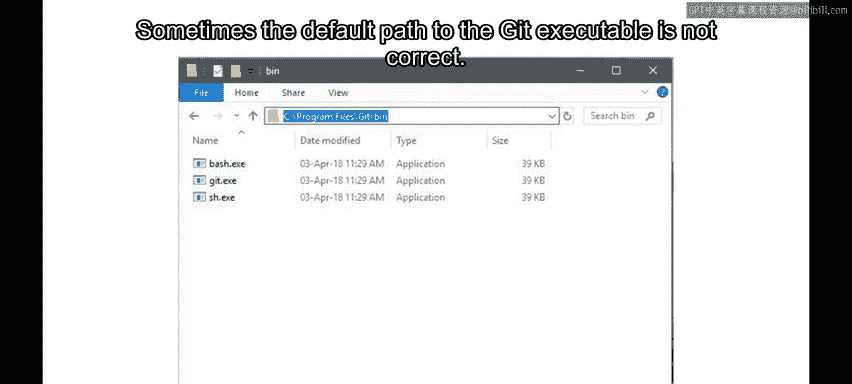 Sometimes the default path to the Git executable is not
correct.
bin
File Home Share View
C:\Program Files\Git\bin
Search bin
Name Date modified Type Size
bash.exe 03-Apr-18 11:29 AM Application 39 KB
git.exe 03-Apr-18 11:29 AM Application 39 KB
sh.exe 03-Apr-18 11:29 AM Application 39 KB